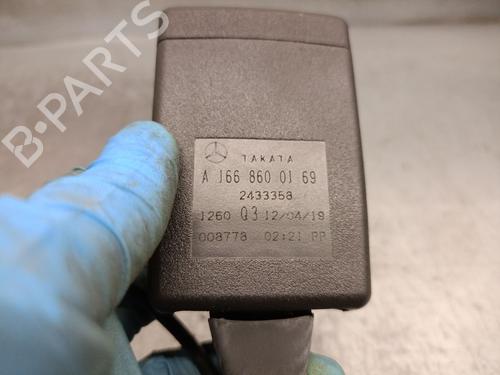 B-PARTS
TAKATA
A 166 860 01 69
2433358
1260 Q3 12/04/19
008778 02:21 PP